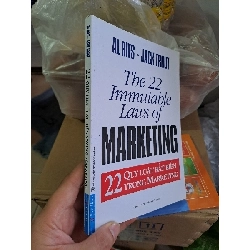 AL RIES - JACK TROUT
The 22
Immutable
Laws of
MARKETING
22 QUY LUẬT BẤT BIẾN
TRONG MARKETING